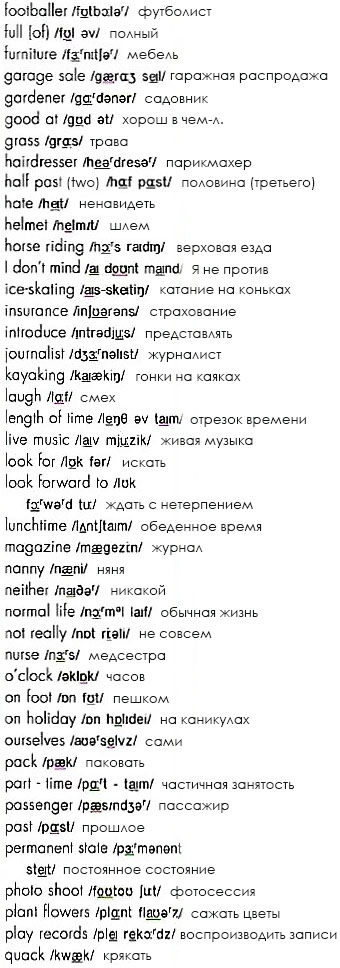 footballer /fʊtbɔːləʳ/ футболист
full (of) /fʊl əv/ полный
furniture /fɜːʳnɪtʃəʳ/ мебель
garage sale /gærɑːʒ seɪl/ гаражная распродажа
gardener /gɑːʳdənəʳ/ садовник
good at /gʊd ət/ хорош в чем-л.
grass /grɑːs/ трава
hairdresser /heəʳdresəʳ/ парикмахер
half past (two) /hɑːf pɑːst/ половина (третьего)
hate /heɪt/ ненавидеть
helmet /helmɪt/ шлем
horse riding /hɔːʳs raɪdɪŋ/ верховая езда
I don't mind /aɪ doʊnt maɪnd/ Я не против
ice-skating /aɪs-skeɪtɪŋ/ катание на коньках
insurance /ɪnʃʊərəns/ страхование
introduce /ɪntrədjuːs/ представлять
journalist /dʒɜːʳnəlɪst/ журналист
kayaking /kaɪækɪŋ/ гонки на каяках
laugh /lɑːf/ смех
length of time /leŋθ əv taɪm/ отрезок времени
live music /laɪv mjuːzik/ живая музыка
look for /lʊk fər/ искать
look forward to /lʊk
fɔːʳwəʳd tuː/ ждать с нетерпением
lunchtime /lʌntʃtaɪm/ обеденное время
magazine /mægəzin/ журнал
nanny /næni/ няня
neither /naɪðəʳ/ никакой
normal life /nɔːʳmᵊl laɪf/ обычная жизнь
not really /nɒt rɪəli/ не совсем
nurse /nɜːʳs/ медсестра
o'clock /əklɒk/ часов
on foot /ɒn fʊt/ пешком
on holiday /ɒn hɒlɪdeɪ/ на каникулах
ourselves /aʊəʳselvz/ сами
pack /pæk/ паковать
part - time /pɑːʳt - taɪm/ частичная занятость
passenger /pæsɪndʒəʳ/ пассажир
past /pɑːst/ прошлое
permanent state /pɜːʳmənənt
steɪt/ постоянное состояние
photo shoot /foʊtoʊ ʃuːt/ фотосессия
plant flowers /plɑːnt flaʊəʳz/ сажать цветы
play records /pleɪ rekɔːʳdz/ воспроизводить записи
quack /kwæk/ крякать